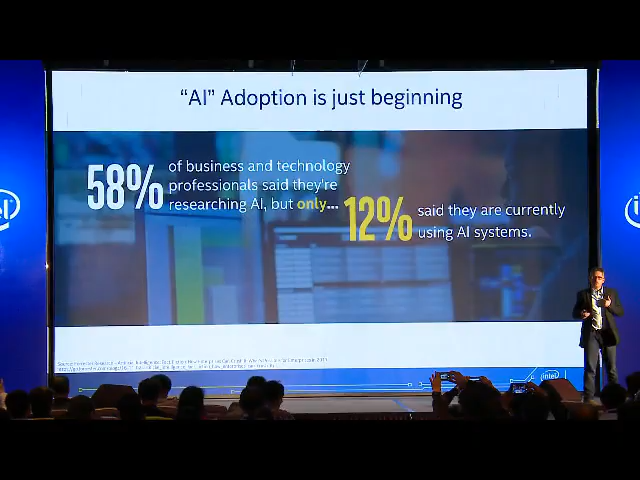 "AI" Adoption is just beginning
58% of business and technology
professionals said they're
researching AI, but only...
12% said they are currently
using AI systems.
intel